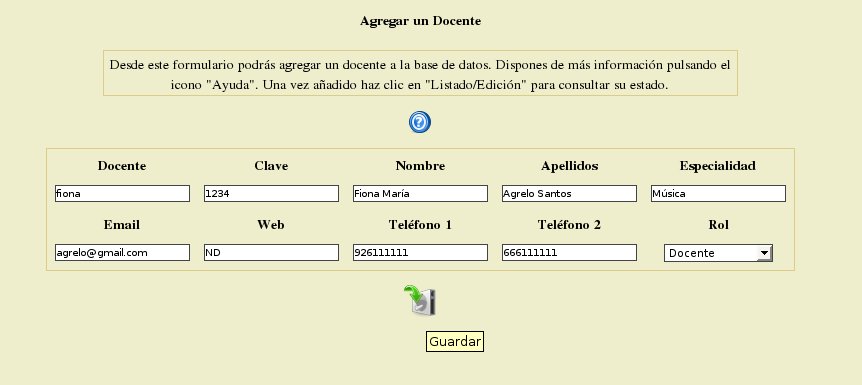 Agregar un Docente
Desde este formulario podrás agregar un docente a la base de datos. Dispones de más información pulsando el
icono "Ayuda". Una vez añadido haz clic en "Listado/Edición" para consultar su estado.
?
Docente Clave Nombre Apellidos Especialidad
fiona 1234 Fiona María Agrelo Santos Música
Email Web Teléfono 1 Teléfono 2 Rol
agrelo@gmail.com ND 926111111 666111111 Docente
Guardar